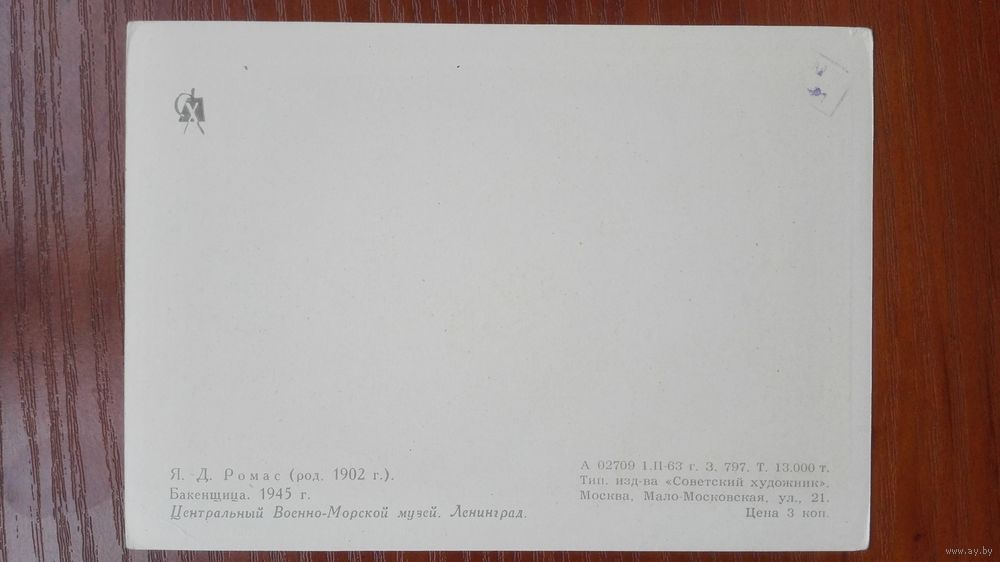 Я. Д. Ромас (род. 1902 г.).
Бакенщица. 1945 г.
Центральный Военно-Морской музей. Ленинград.
А 02709 1.П-63 г. З. 797. Т. 13.000 т.
Тип. изд-ва «Советский художник».
Москва, Мало-Московская, ул., 21.
Цена 3 коп.
www.ay.by